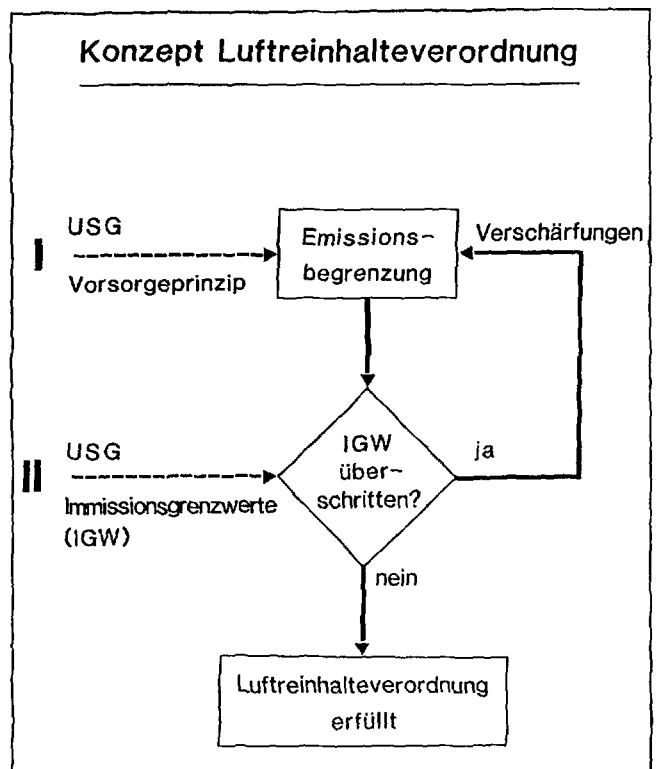 Konzept Luftreinhalteverordnung
I
USG
Vorsorgeprinzip
Emissions-
begrenzung
Verschärfungen
II
USG
Immissionsgrenzwerte
(IGW)
IGW
über-
schritten?
ja
nein
Luftreinhalteverordnung
erfüllt